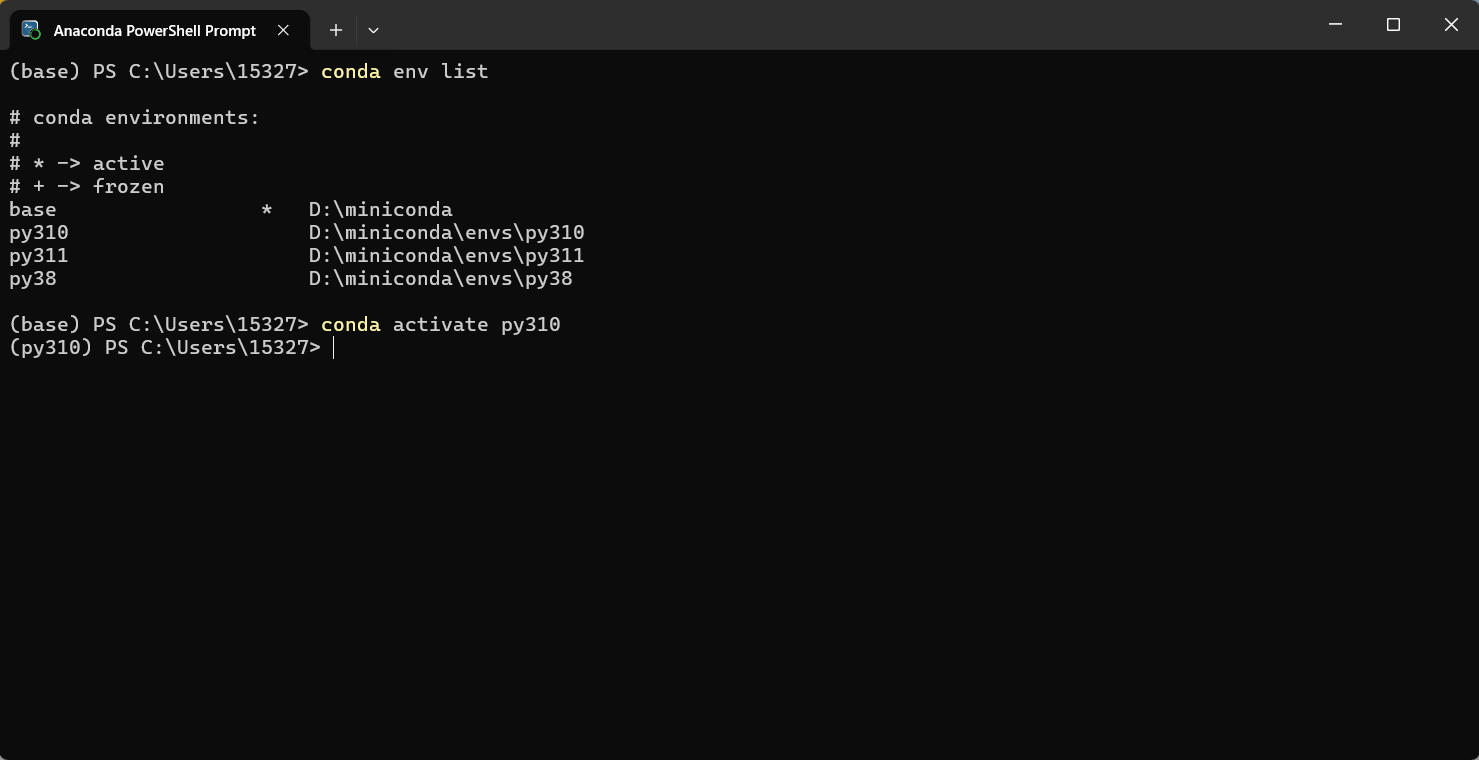 Anaconda PowerShell Prompt
(base) PS C:\Users\15327> conda env list
# conda environments:
#
# * -> active
# + -> frozen
base                 *   D:\miniconda
py310                    D:\miniconda\envs\py310
py311                    D:\miniconda\envs\py311
py38                     D:\miniconda\envs\py38
(base) PS C:\Users\15327> conda activate py310
(py310) PS C:\Users\15327>